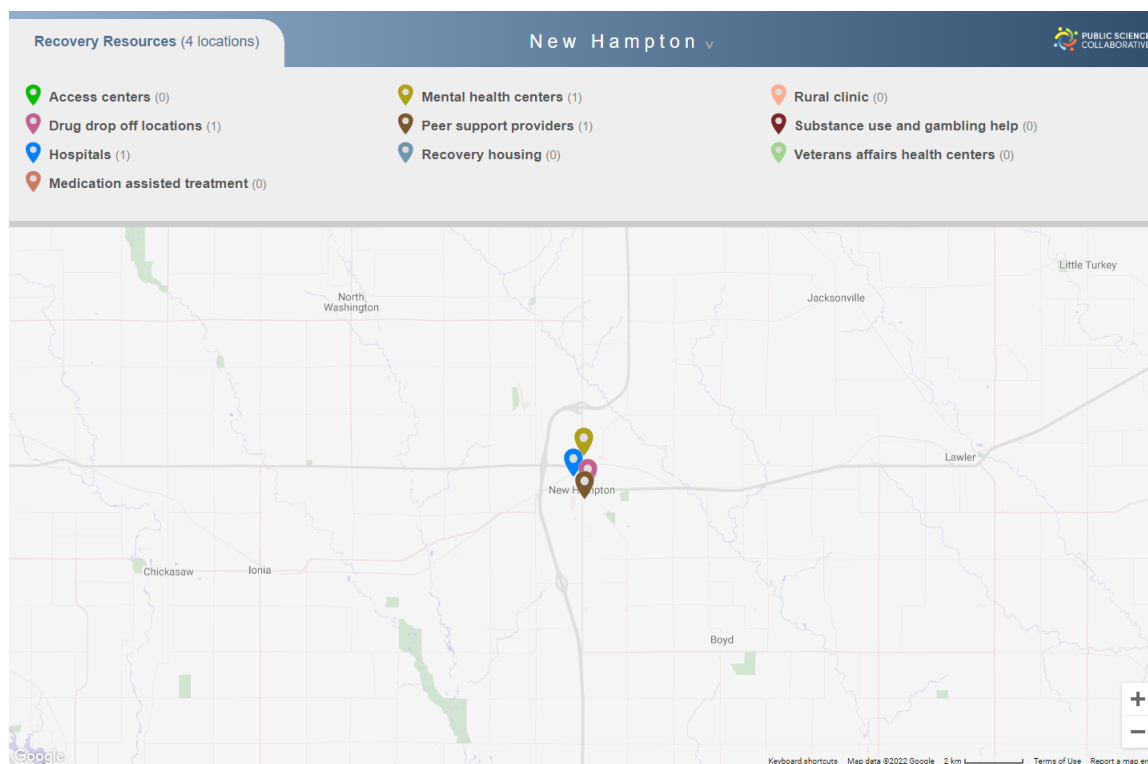 Recovery Resources (4 locations)
New Hampton v
PUBLIC SCIENCE
COLLABORATIVE
Access centers (0)
Mental health centers (1)
Rural clinic (0)
Drug drop off locations (1)
Peer support providers (1)
Substance use and gambling help (0)
Hospitals (1)
Recovery housing (0)
Veterans affairs health centers (0)
Medication assisted treatment (0)
Little Turkey
North
Washington
Jacksonville
Lawler
New Hampton
Chickasaw
Ionia
Boyd
+
−
Google
Keyboard shortcuts Map data ©2022 Google 2 km Terms of Use Report a map er